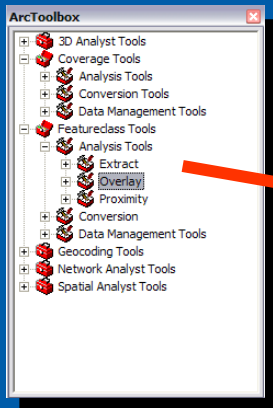 ArcToolbox
3D Analyst Tools
Coverage Tools
Analysis Tools
Conversion Tools
Data Management Tools
Featureclass Tools
Analysis Tools
Extract
Overlay
Proximity
Conversion
Data Management Tools
Geocoding Tools
Network Analyst Tools
Spatial Analyst Tools